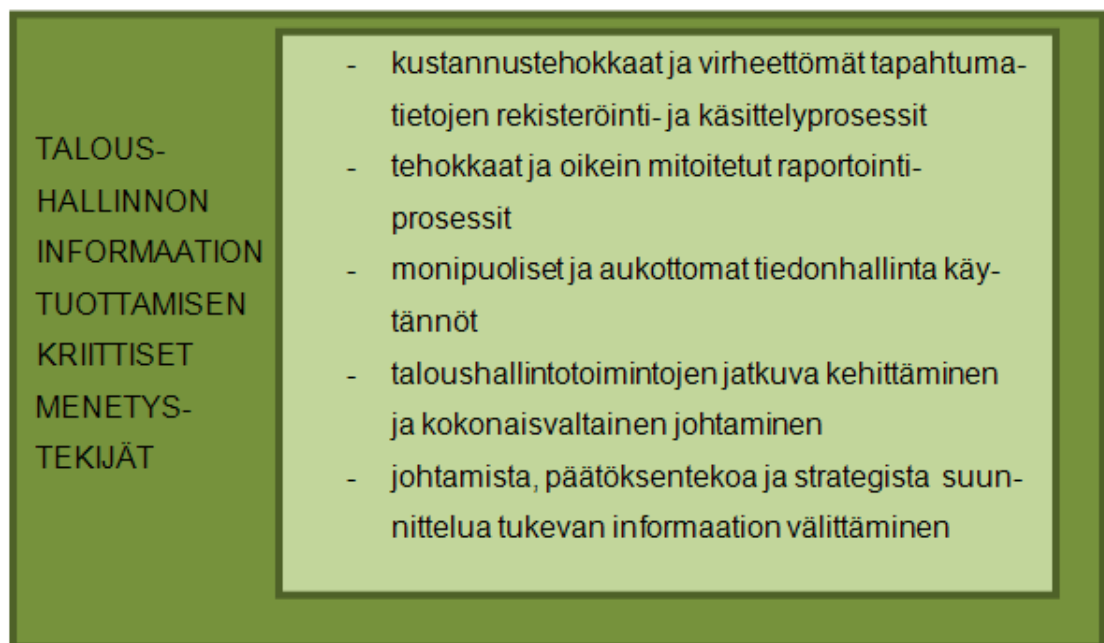 TALOUS-
HALLINNON
INFORMAATION
TUOTTAMISEN
KRIITTISET
MENETYS-
TEKIJÄT
- kustannustehokkaat ja virheettömät tapahtuma-
tietojen rekisteröinti- ja käsittelyprosessit
- tehokkaat ja oikein mitoitetut raportointi-
prosessit
- monipuoliset ja aukottomat tiedonhallinta käy-
tännöt
- taloushallintotoimintojen jatkuva kehittäminen
ja kokonaisvaltainen johtaminen
- johtamista, päätöksentekoa ja strategista suun-
nittelua tukevan informaation välittäminen